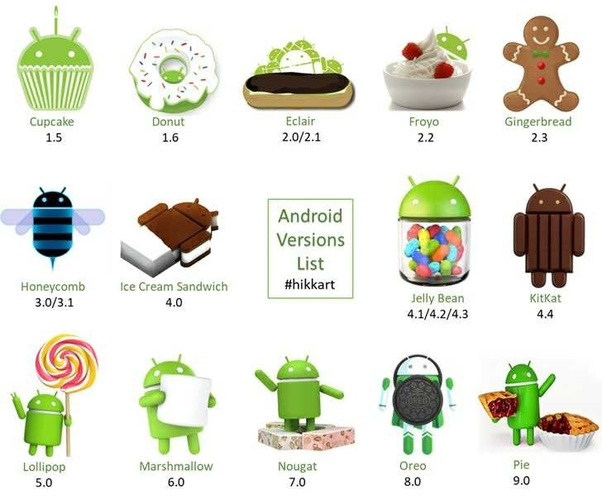 Cupcake
1.5
Donut
1.6
Eclair
2.0/2.1
Froyo
2.2
Gingerbread
2.3
Honeycomb
3.0/3.1
Ice Cream Sandwich
4.0
Android
Versions
List
#hikkart
Jelly Bean
4.1/4.2/4.3
KitKat
4.4
Lollipop
5.0
Marshmallow
6.0
Nougat
7.0
OREO
Oreo
8.0
Pie
9.0